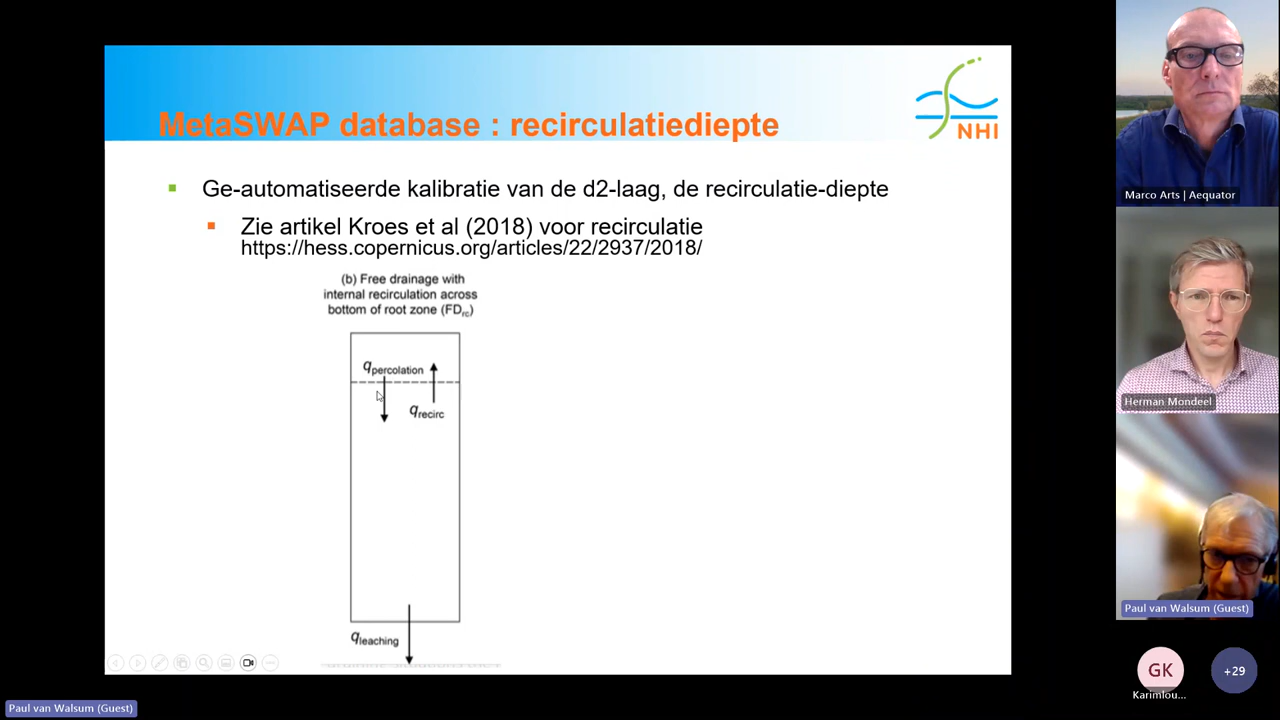 MetaSWAP database : recirculatiediepte
NHI
Ge-automatiseerde kalibratie van de d2-laag, de recirculatie-diepte
Zie artikel Kroes et al (2018) voor recirculatie
https://hess.copernicus.org/articles/22/2937/2018/
(b) Free drainage with
internal recirculation across
bottom of root zone (FDrc)
qpercolation
qrecirc
qleaching
Marco Arts | Aequator
Herman Mondeel
Paul van Walsum (Guest)
GK
+29
Karimlou...
Paul van Walsum (Guest)